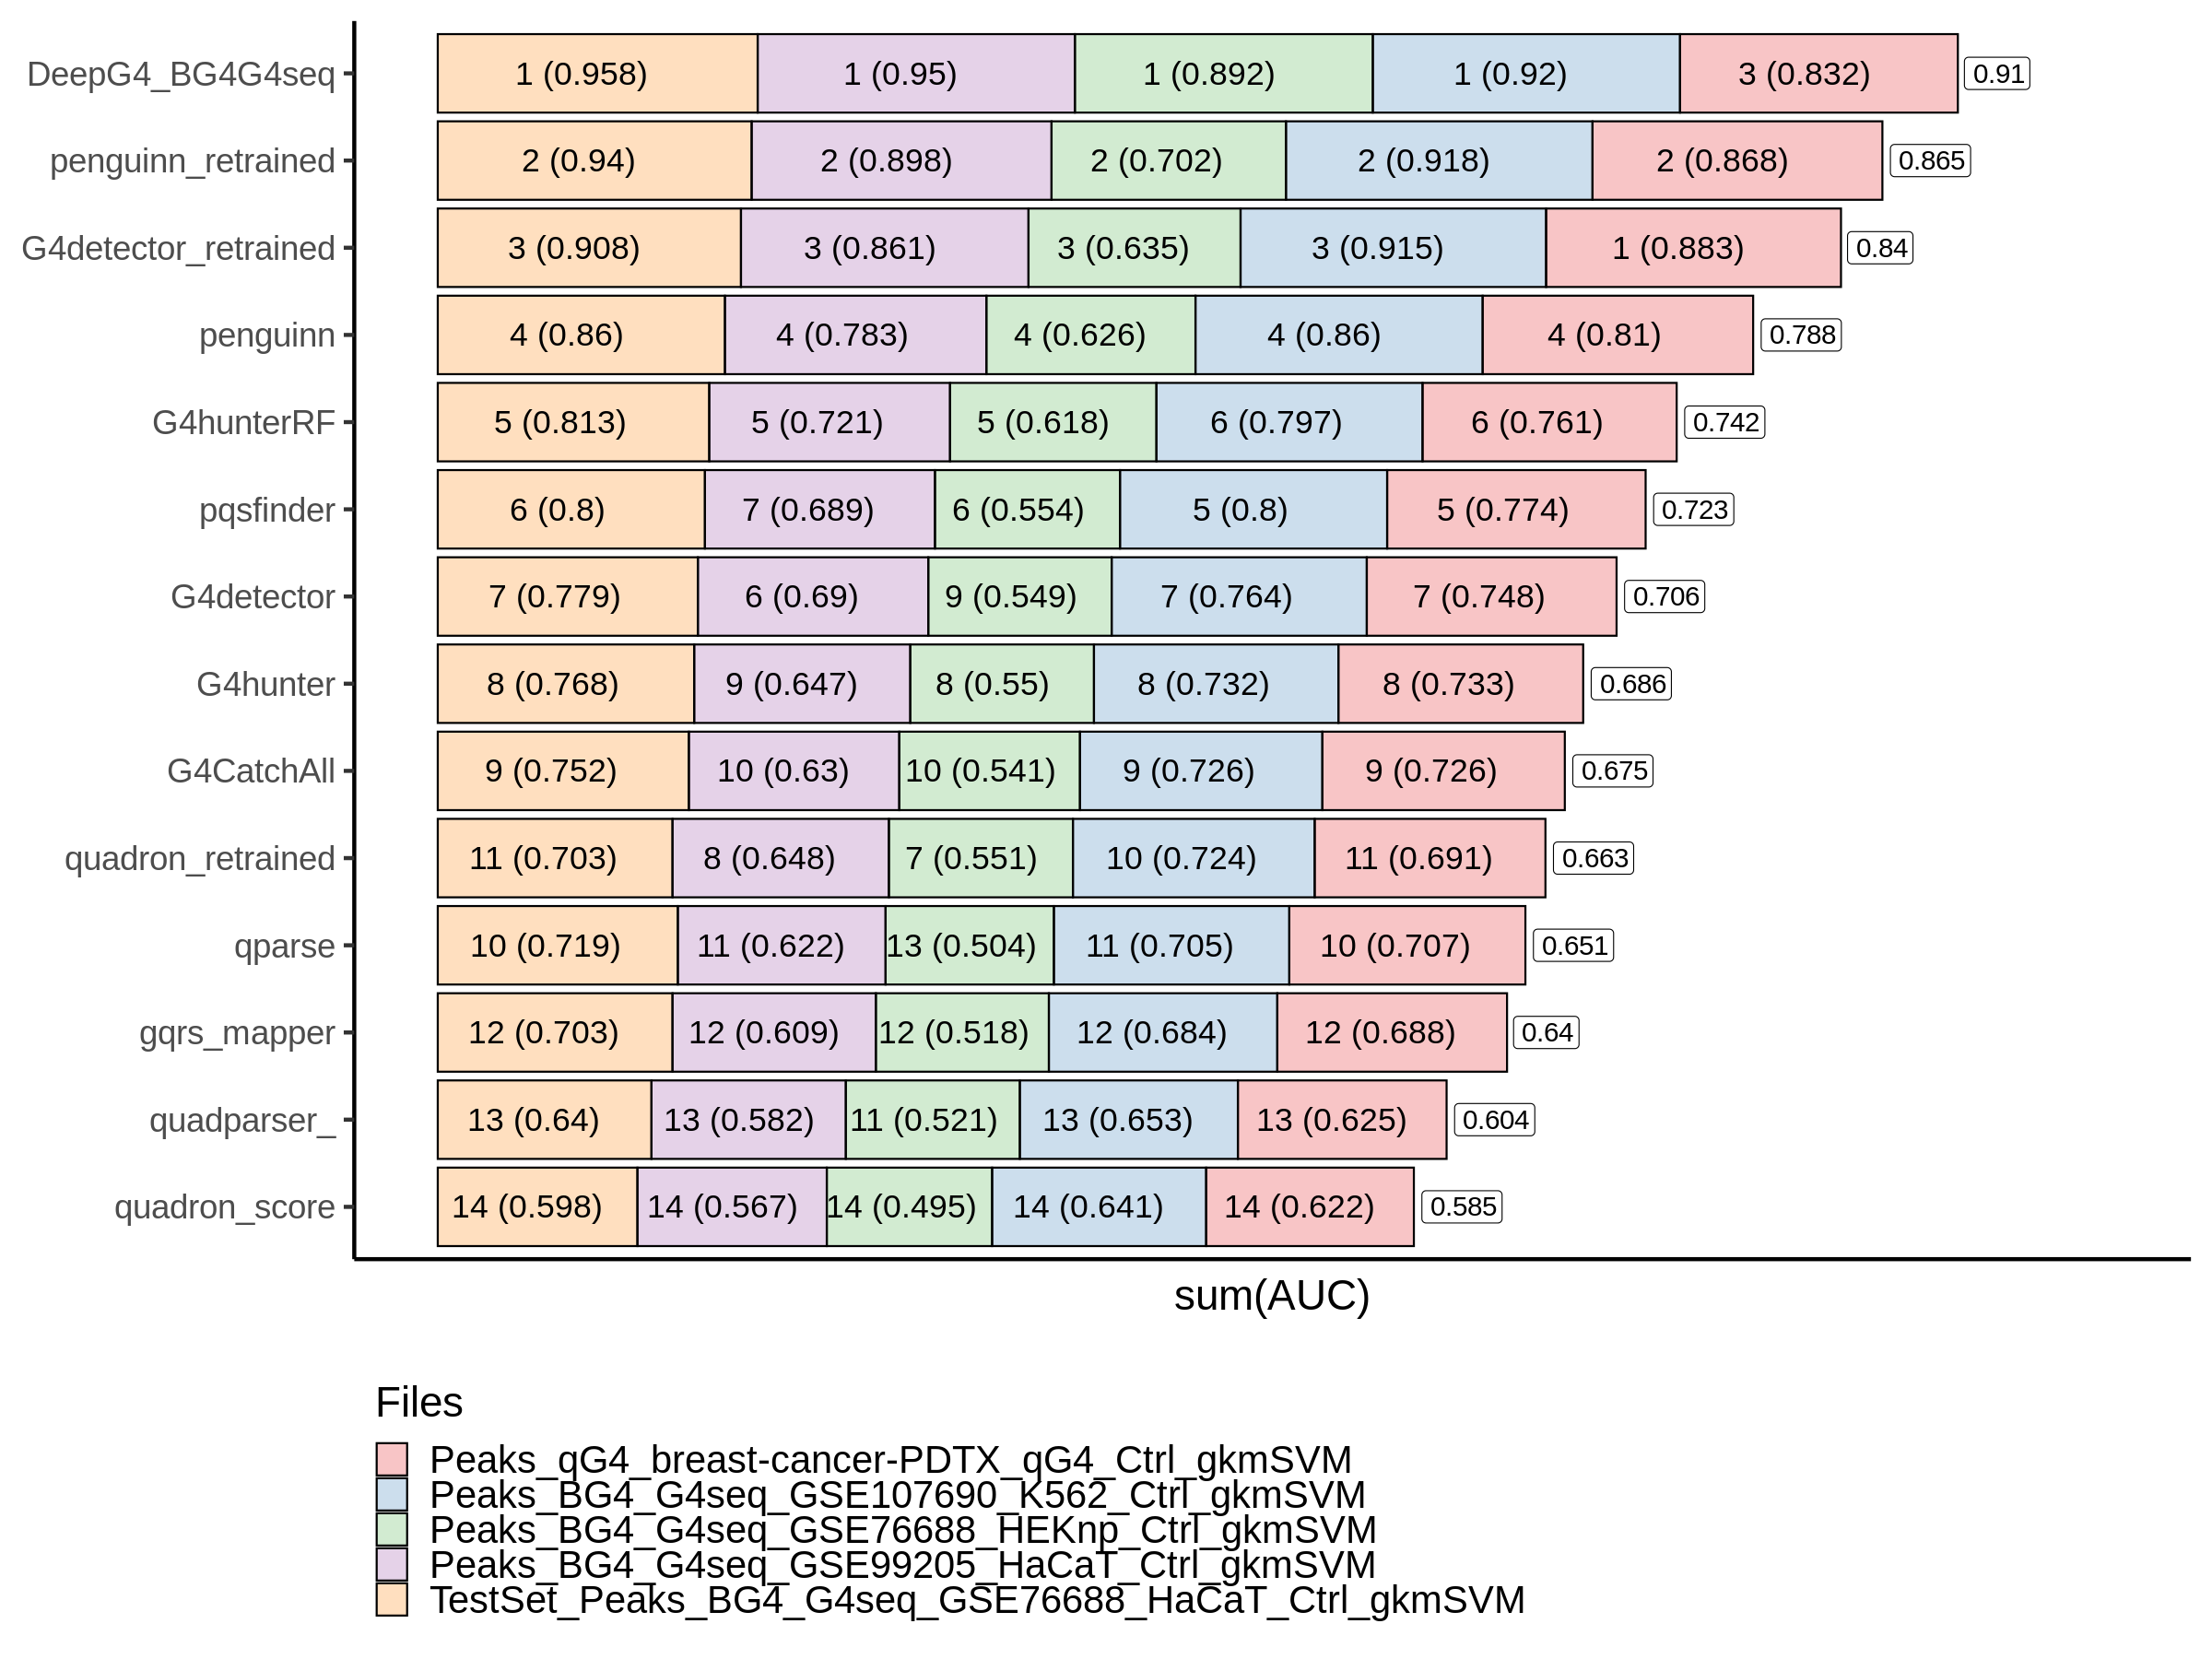 DeepG4_BG4G4seq 1 (0.958) 1 (0.95) 1 (0.892) 1 (0.92) 3 (0.832) 0.91
penguinn_retrained 2 (0.94) 2 (0.898) 2 (0.702) 2 (0.918) 2 (0.868) 0.865
G4detector_retrained 3 (0.908) 3 (0.861) 3 (0.635) 3 (0.915) 1 (0.883) 0.84
penguinn 4 (0.86) 4 (0.783) 4 (0.626) 4 (0.86) 4 (0.81) 0.788
G4hunterRF 5 (0.813) 5 (0.721) 5 (0.618) 6 (0.797) 6 (0.761) 0.742
pqsfinder 6 (0.8) 7 (0.689) 6 (0.554) 5 (0.8) 5 (0.774) 0.723
G4detector 7 (0.779) 6 (0.69) 9 (0.549) 7 (0.764) 7 (0.748) 0.706
G4hunter 8 (0.768) 9 (0.647) 8 (0.55) 8 (0.732) 8 (0.733) 0.686
G4CatchAll 9 (0.752) 10 (0.63) 10 (0.541) 9 (0.726) 9 (0.726) 0.675
quadron_retrained 11 (0.703) 8 (0.648) 7 (0.551) 10 (0.724) 11 (0.691) 0.663
qparse 10 (0.719) 11 (0.622) 13 (0.504) 11 (0.705) 10 (0.707) 0.651
gqrs_mapper 12 (0.703) 12 (0.609) 12 (0.518) 12 (0.684) 12 (0.688) 0.64
quadparser_ 13 (0.64) 13 (0.582) 11 (0.521) 13 (0.653) 13 (0.625) 0.604
quadron_score 14 (0.598) 14 (0.567) 14 (0.495) 14 (0.641) 14 (0.622) 0.585
sum(AUC)
Files
Peaks_qG4_breast-cancer-PDTX_qG4_Ctrl_gkmSVM
Peaks_BG4_G4seq_GSE107690_K562_Ctrl_gkmSVM
Peaks_BG4_G4seq_GSE76688_HEKnp_Ctrl_gkmSVM
Peaks_BG4_G4seq_GSE99205_HaCaT_Ctrl_gkmSVM
TestSet_Peaks_BG4_G4seq_GSE76688_HaCaT_Ctrl_gkmSVM